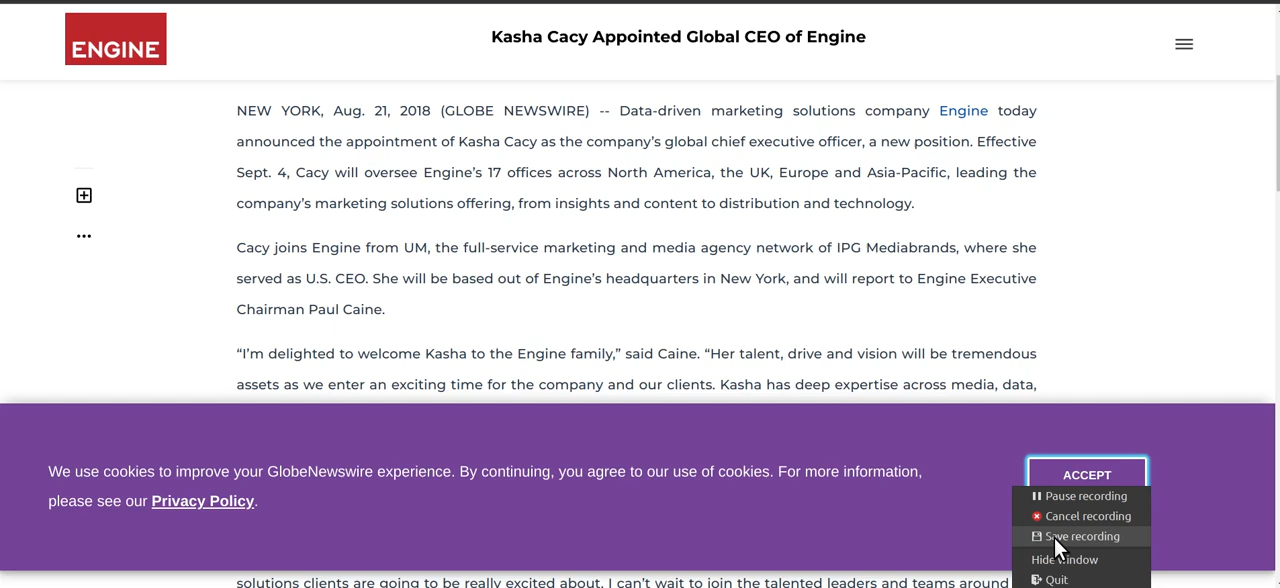 ENGINE
Kasha Cacy Appointed Global CEO of Engine
NEW YORK, Aug. 21, 2018 (GLOBE NEWSWIRE) -- Data-driven marketing solutions company Engine today
announced the appointment of Kasha Cacy as the company’s global chief executive officer, a new position. Effective
Sept. 4, Cacy will oversee Engine’s 17 offices across North America, the UK, Europe and Asia-Pacific, leading the
company’s marketing solutions offering, from insights and content to distribution and technology.
Cacy joins Engine from UM, the full-service marketing and media agency network of IPG Mediabrands, where she
served as U.S. CEO. She will be based out of Engine’s headquarters in New York, and will report to Engine Executive
Chairman Paul Caine.
“I’m delighted to welcome Kasha to the Engine family,” said Caine. “Her talent, drive and vision will be tremendous
assets as we enter an exciting time for the company and our clients. Kasha has deep expertise across media, data,
We use cookies to improve your GlobeNewswire experience. By continuing, you agree to our use of cookies. For more information,
please see our Privacy Policy.
ACCEPT
Pause recording
Cancel recording
Save recording
Hide window
Quit
solutions clients are going to be really excited about. I can’t wait to join the talented leaders and teams around